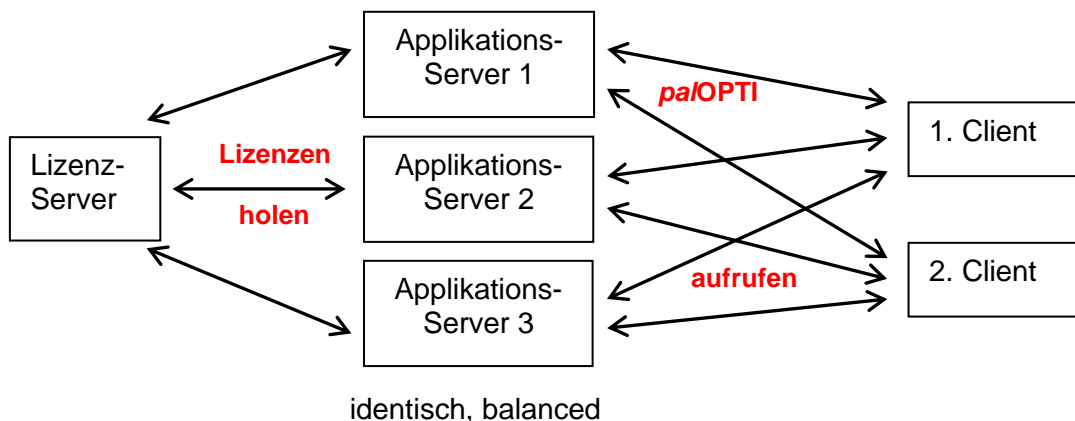 Lizenz-
Server
Lizenzen
holen
Applikations-
Server 1
Applikations-
Server 2
Applikations-
Server 3
identisch, balanced
palOPTI
aufrufen
1. Client
2. Client